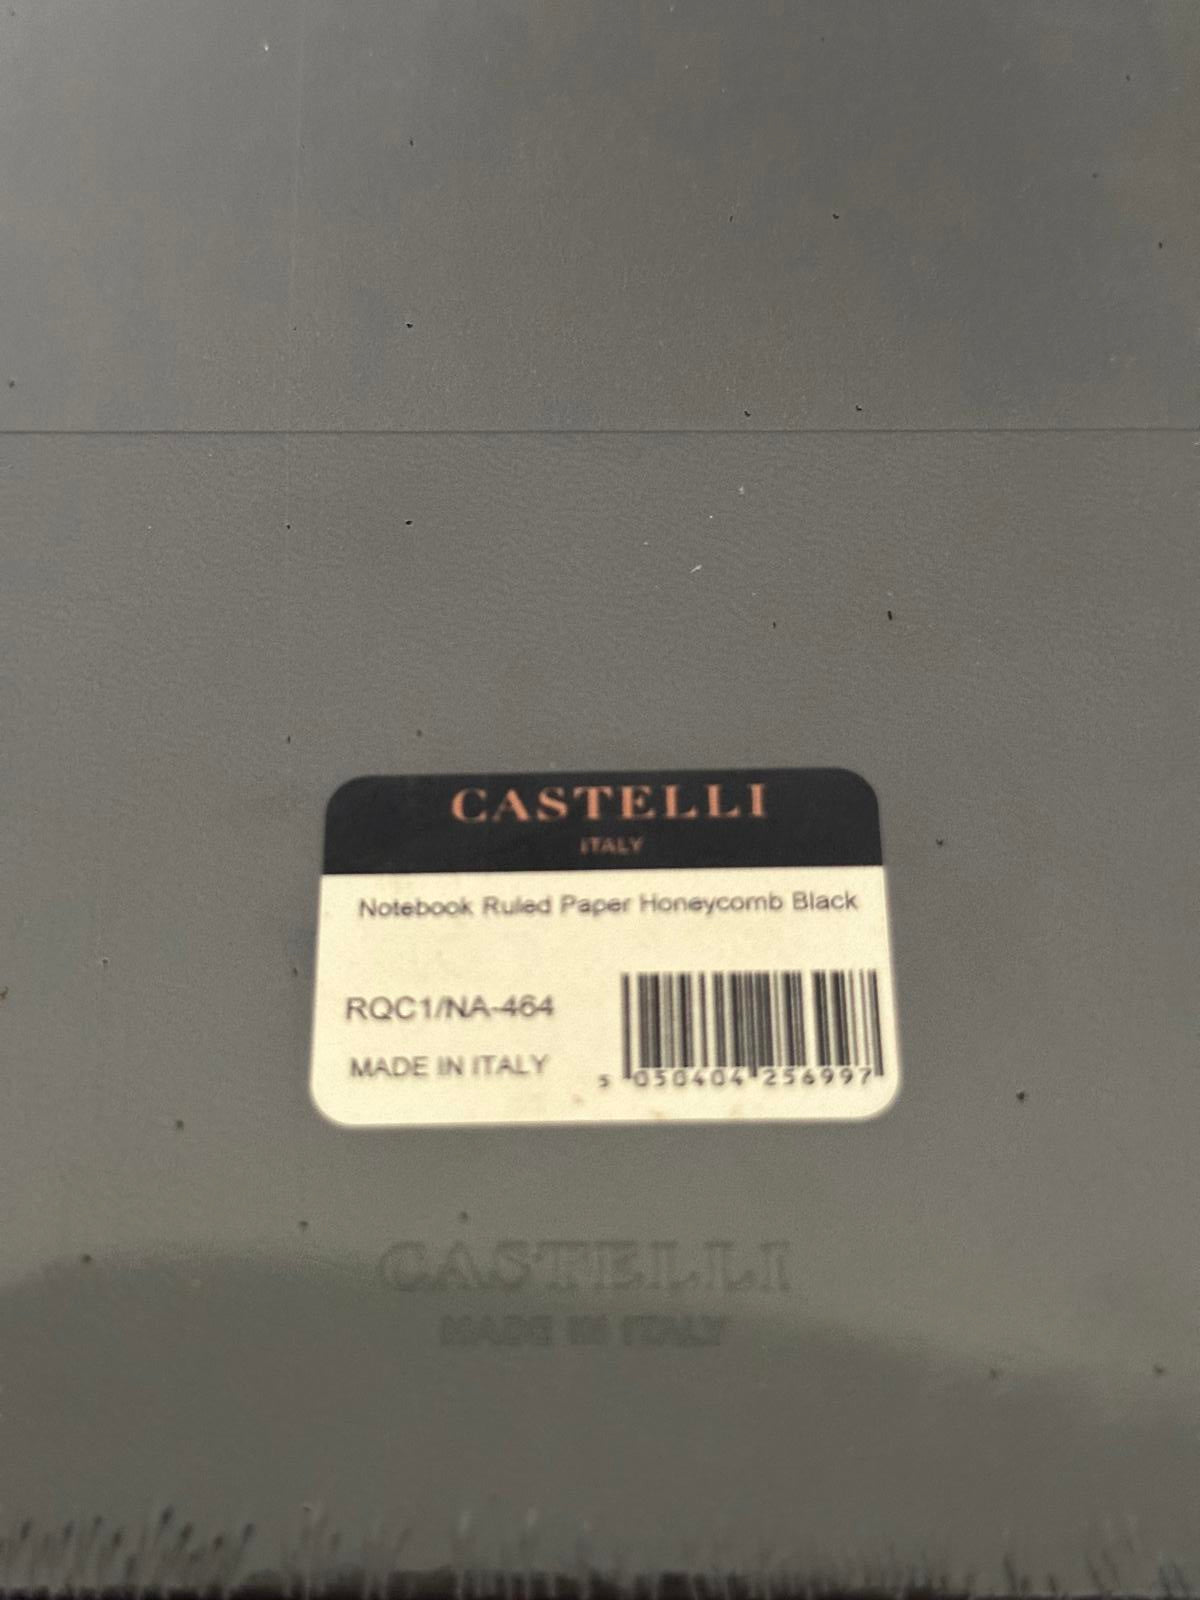 CASTELLI
ITALY
Notebook Ruled Paper Honeycomb Black
RQC1/NA-464
MADE IN ITALY
5 050404 256997
CASTELLI
MADE IN ITALY